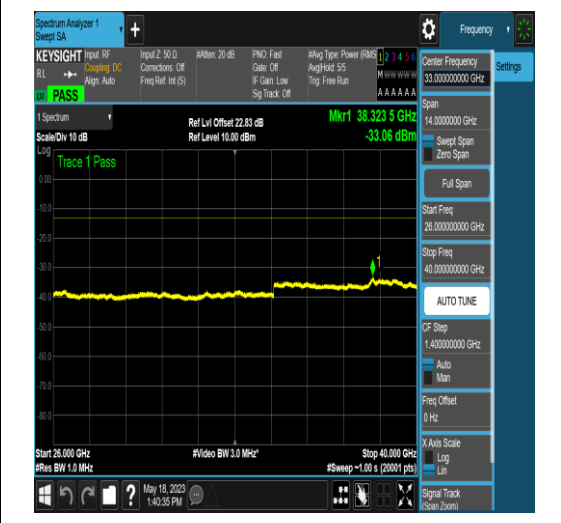 Spectrum Analyzer 1
Swept SA
Frequency
KEYSIGHT
RL
Input: RF
Coupling: DC
Align: Auto
Input Z: 50 Ω
Corrections: Off
Freq Ref: Int (S)
#Atten: 20 dB
PNO: Fast
Gate: Off
IF Gain: Low
Sig Track: Off
#Avg Type: Power (RMS
Avg|Hold: 5/5
Trig: Free Run
1 2 3 4 5 6
M W W W W W
A A A A A A
PASS
1 Spectrum
Scale/Div 10 dB
Ref Lvl Offset 22.83 dB
Ref Level 10.00 dBm
Mkr1 38.323 5 GHz
-33.06 dBm
Log
Trace 1 Pass
0.00
-10.0
-20.0
-30.0
-40.0
-50.0
-60.0
-70.0
-80.0
1
Start 26.000 GHz
#Res BW 1.0 MHz
#Video BW 3.0 MHz*
Stop 40.000 GHz
#Sweep ~1.00 s (20001 pts)
May 18, 2023
1:40:35 PM
Center Frequency
33.000000000 GHz
Span
14.0000000 GHz
Swept Span
Zero Span
Full Span
Start Freq
26.000000000 GHz
Stop Freq
40.000000000 GHz
AUTO TUNE
CF Step
1.400000000 GHz
Auto
Man
Freq Offset
0 Hz
X Axis Scale
Log
Lin
Signal Track
(Span Zoom)
Settings